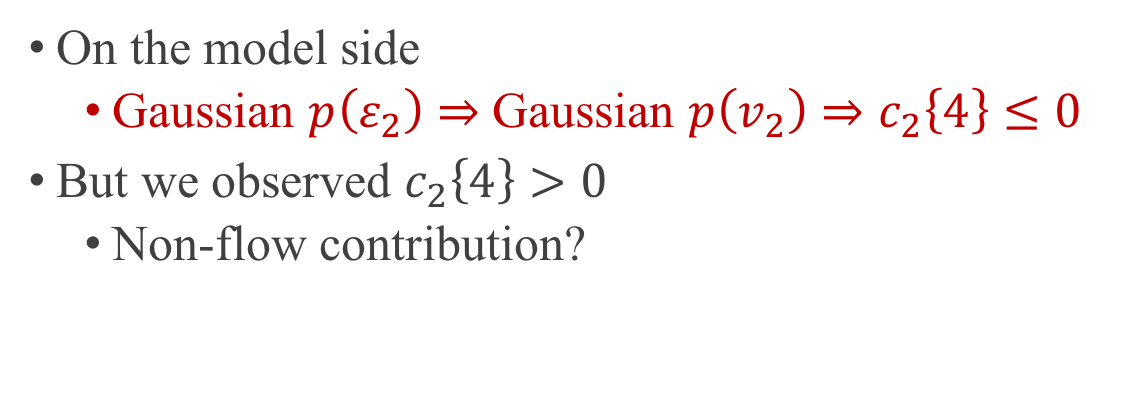 • On the model side
• Gaussian 𝑝(𝜀₂) ⇒ Gaussian 𝑝(𝑣₂) ⇒ 𝑐₂{4} ≤ 0
• But we observed 𝑐₂{4} > 0
• Non-flow contribution?